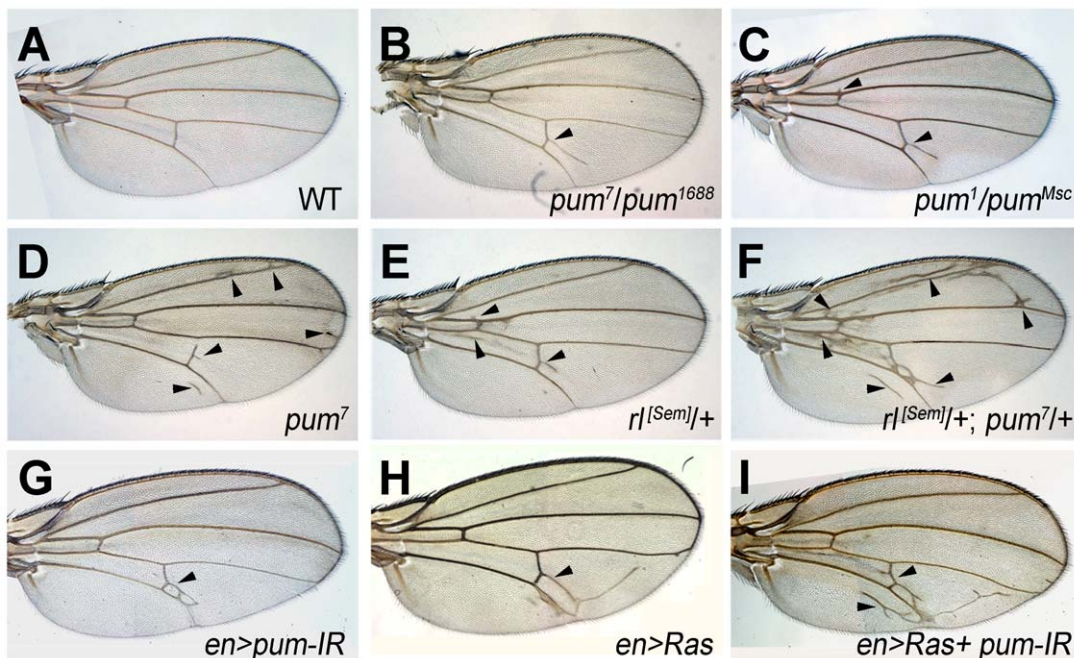 A
WT
B
pum⁷/pum¹⁶⁸⁸
C
pum¹/pumᴹˢᶜ
D
pum⁷
E
rl[Sem]/+
F
rl[Sem]/+; pum⁷/+
G
en>pum-IR
H
en>Ras
I
en>Ras+ pum-IR